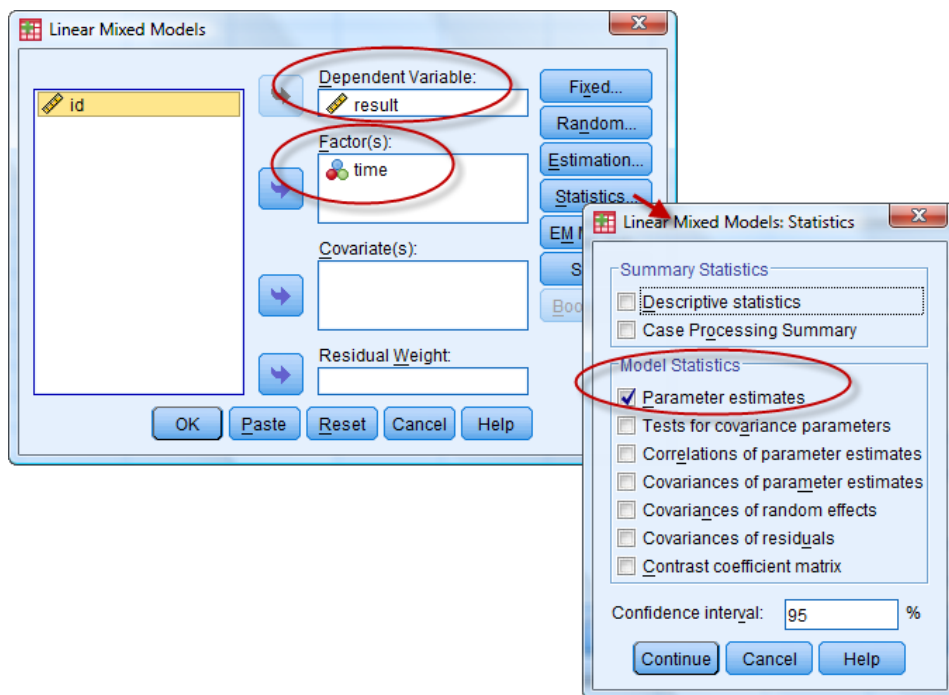 Linear Mixed Models
id
Dependent Variable:
result
Factor(s):
time
Covariate(s):
Residual Weight:
Fixed...
Random...
Estimation...
Statistics...
OK
Paste
Reset
Cancel
Help
Linear Mixed Models: Statistics
Summary Statistics
Descriptive statistics
Case Processing Summary
Model Statistics
Parameter estimates
Tests for covariance parameters
Correlations of parameter estimates
Covariances of parameter estimates
Covariances of random effects
Covariances of residuals
Contrast coefficient matrix
Confidence interval: 95 %
Continue
Cancel
Help